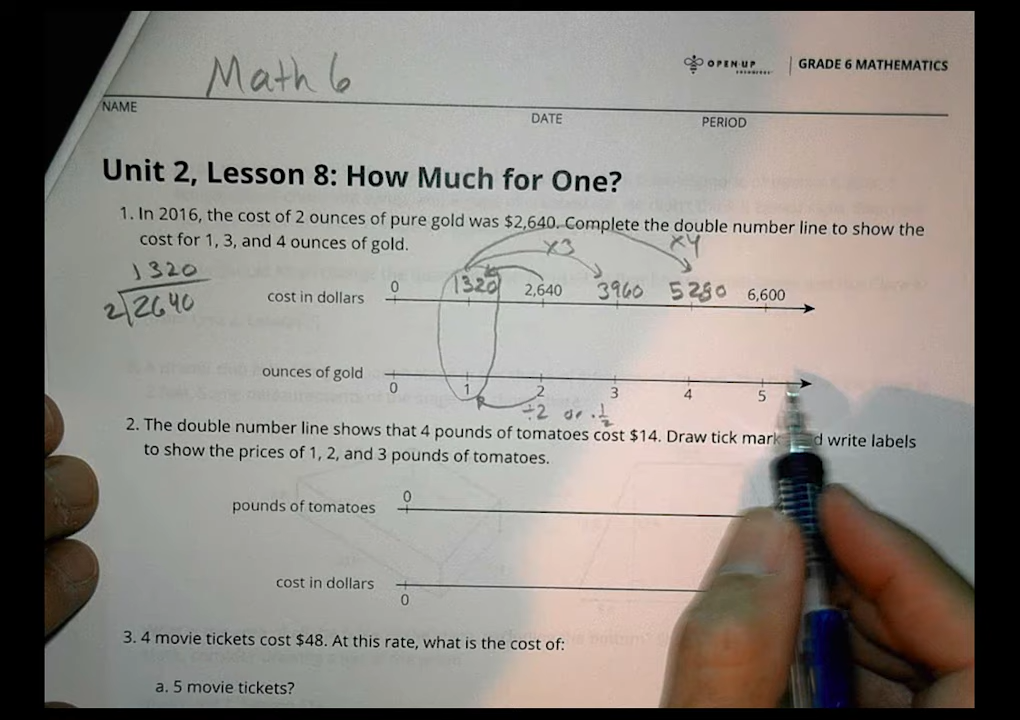 Math 6
OPEN UP
GRADE 6 MATHEMATICS
NAME
DATE
PERIOD
Unit 2, Lesson 8: How Much for One?
1. In 2016, the cost of 2 ounces of pure gold was $2,640. Complete the double number line to show the
cost for 1, 3, and 4 ounces of gold.
x3 x4
1320
2 2640
cost in dollars 0 1320 2,640 3960 5280 6,600
ounces of gold 0 1 2 3 4 5
÷2 or ·1/2
2. The double number line shows that 4 pounds of tomatoes cost $14. Draw tick mark d write labels
to show the prices of 1, 2, and 3 pounds of tomatoes.
pounds of tomatoes 0
cost in dollars 0
3. 4 movie tickets cost $48. At this rate, what is the cost of:
a. 5 movie tickets?